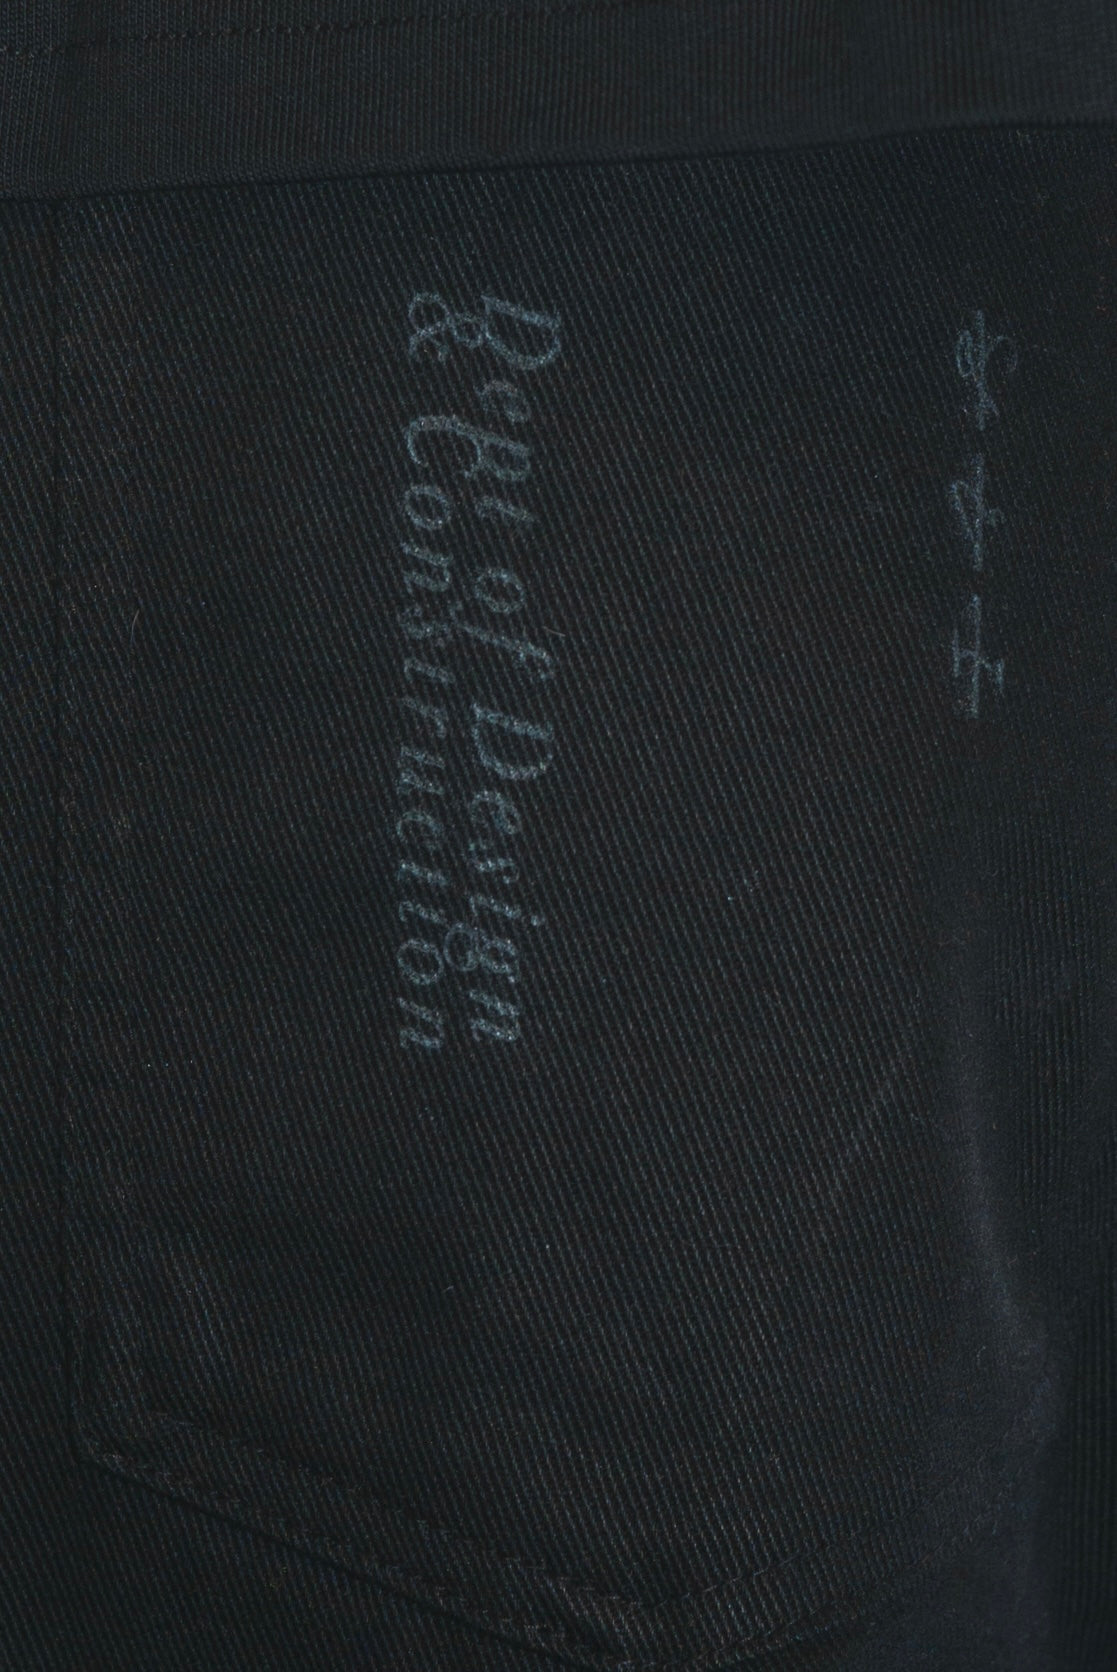 Dept of Design
& Construction